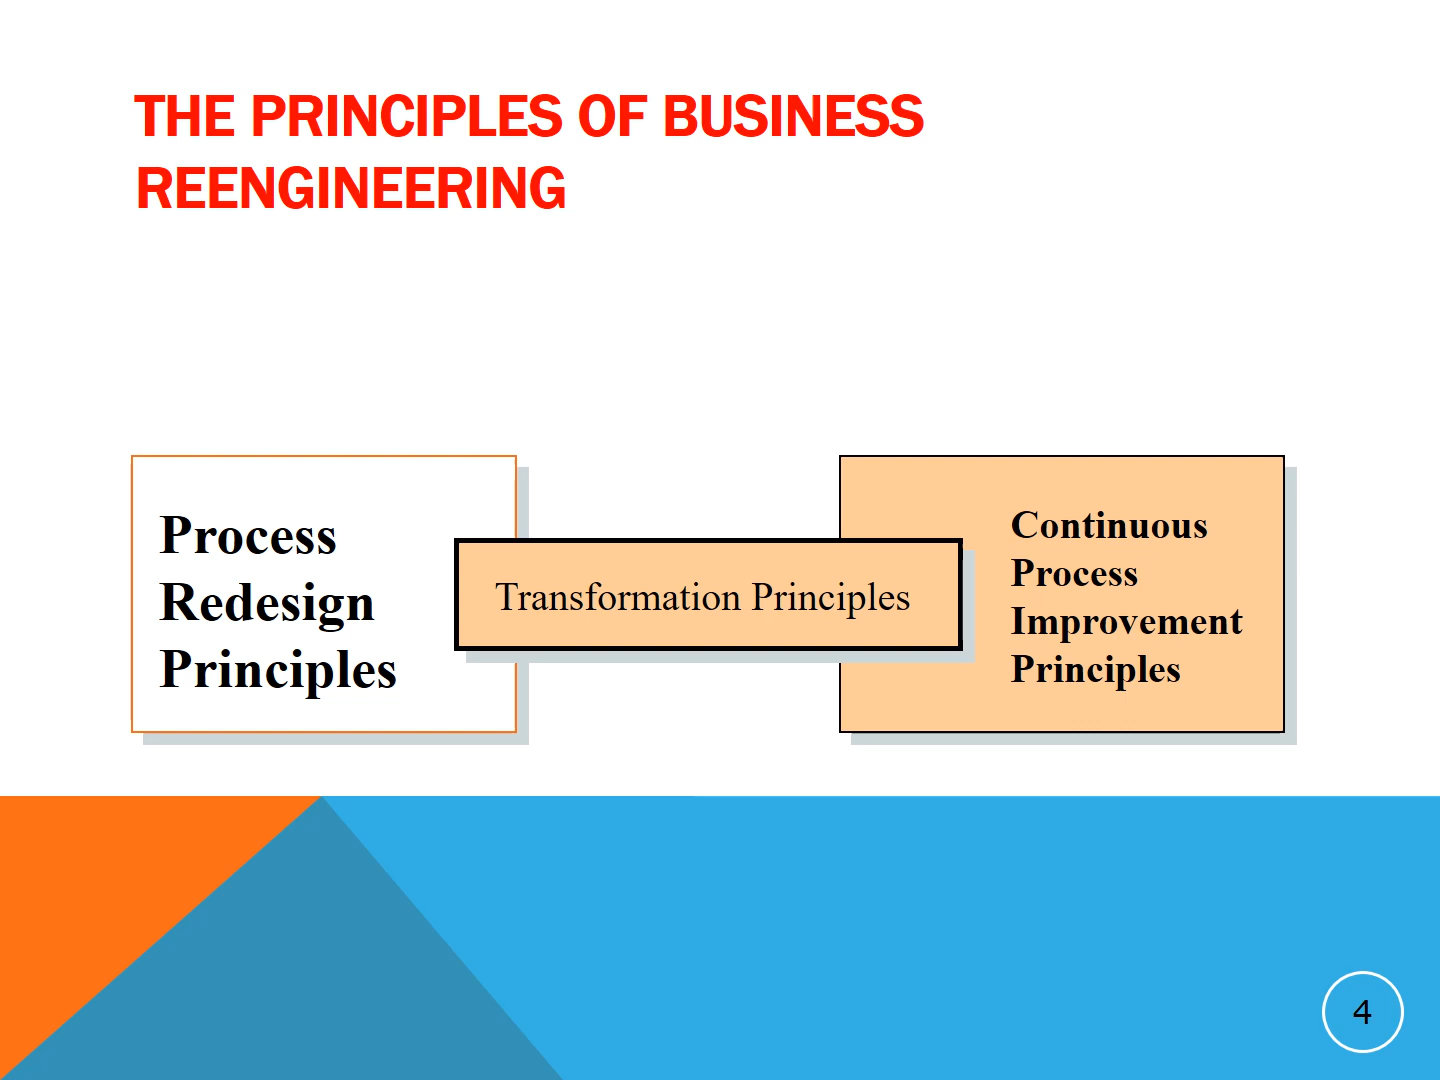 THE PRINCIPLES OF BUSINESS
REENGINEERING
Process
Redesign
Principles
Transformation Principles
Continuous
Process
Improvement
Principles
4